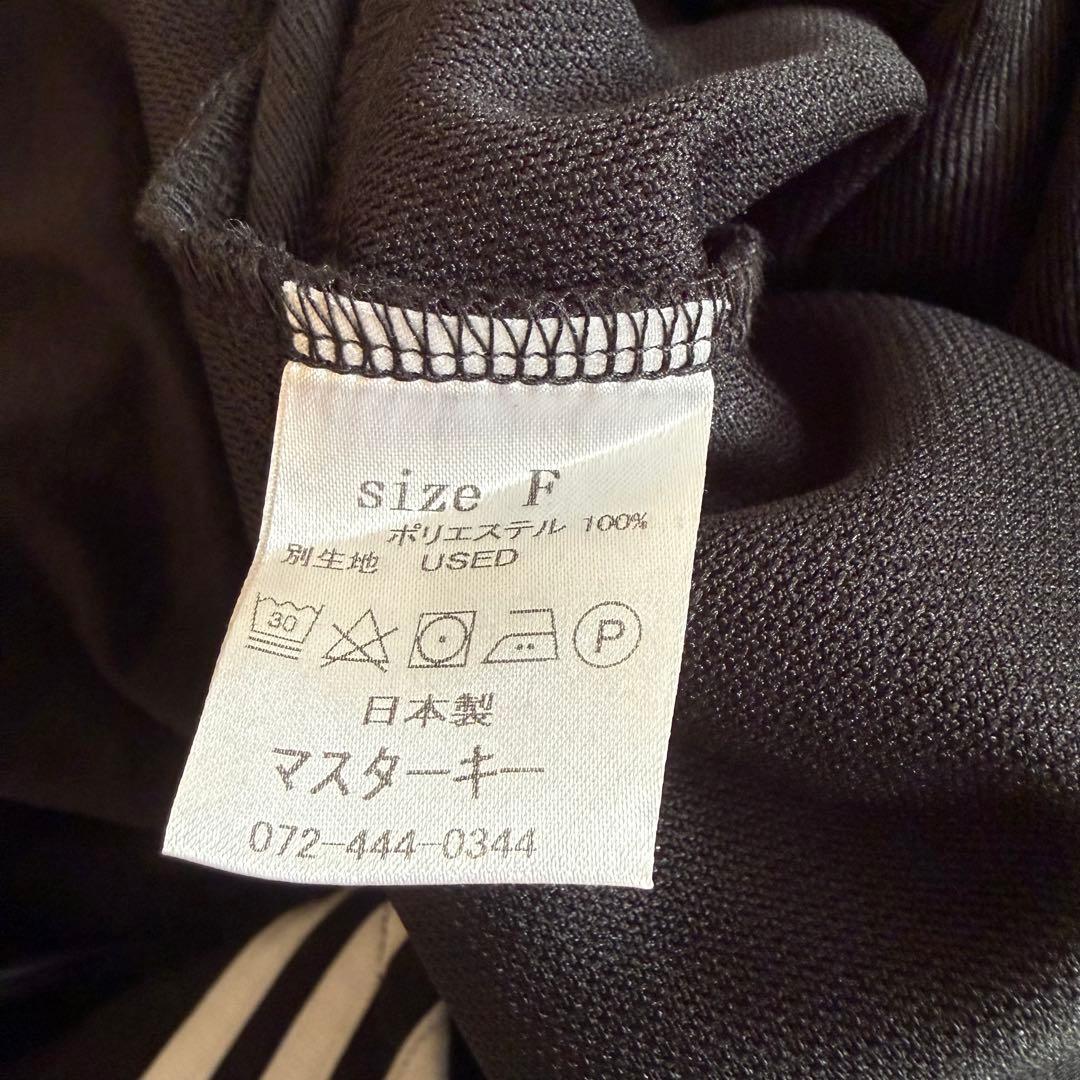 size F
ポリエステル 100%
別生地 USED
30 P
日本製
マスターキー
072-444-0344